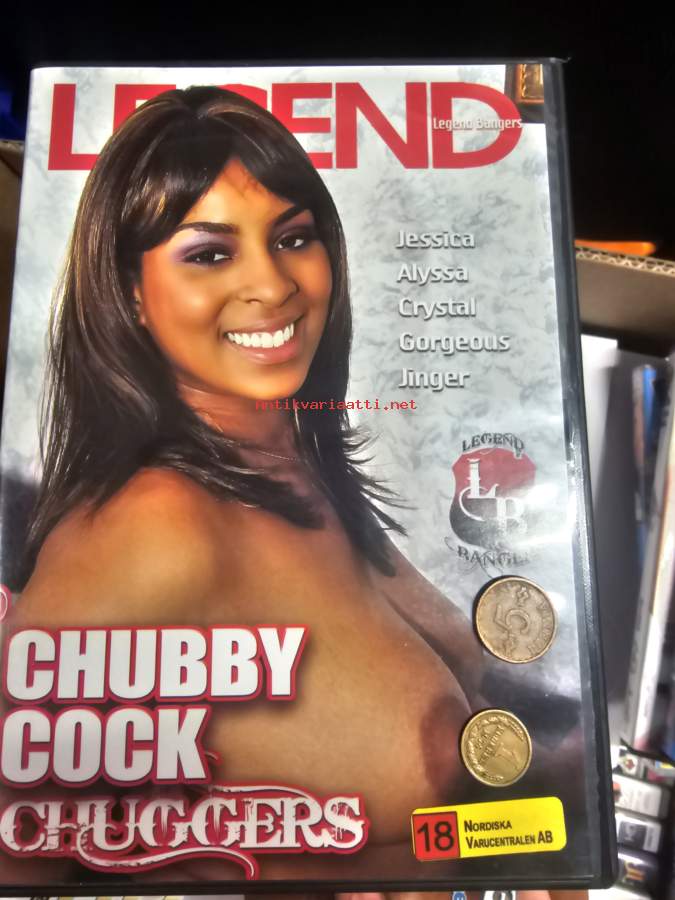 LEGEND
Legend Bangers
Jessica
Alyssa
Crystal
Gorgeous
Jinger
antikvariaatti.net
LEGEND
LB
CHUBBY
COCK
CHUGGERS
5
18 NORDISKA
VARUCENTRALEN AB